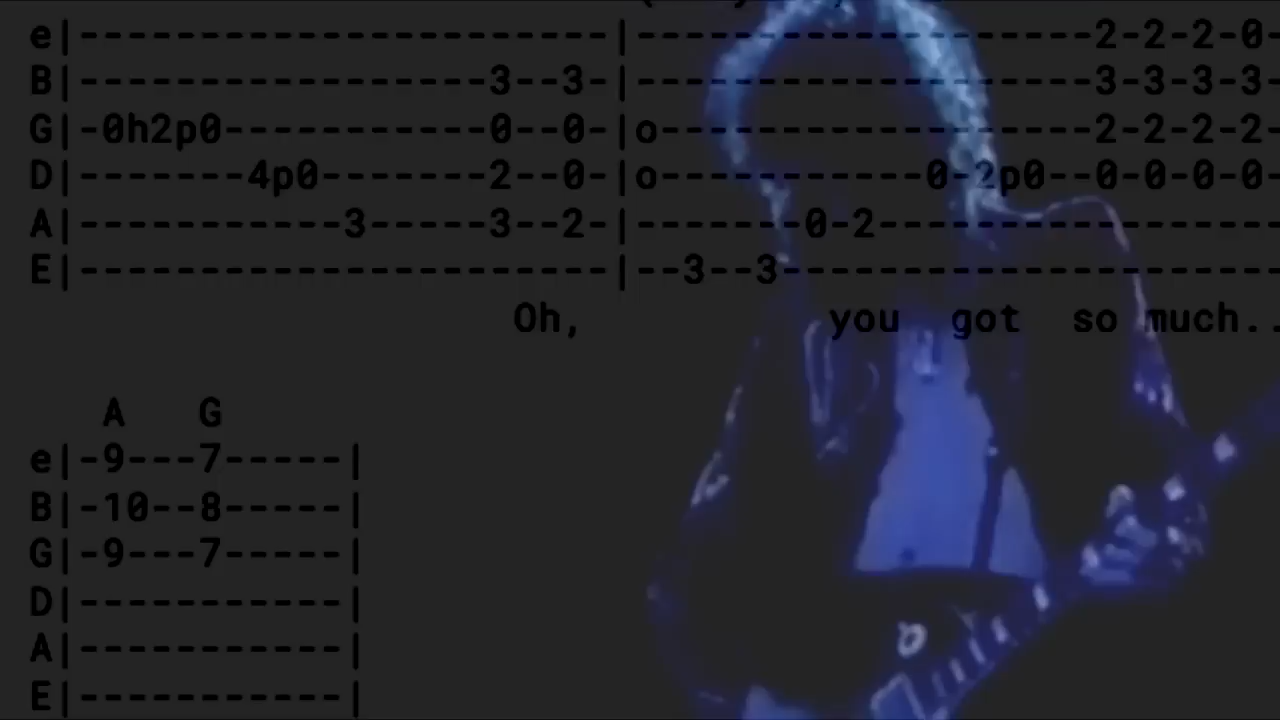 e|----------------------|-------------------2-2-2-0-
B|-----------------3--3-|-------------------3-3-3-3-
G|-0h2p0-----------0--0-|o------------------2-2-2-2-
D|-------4p0-------2--0-|o-----------0-2p0--0-0-0-0-
A|-----------3-----3--2-|-------0-2-----------------
E|----------------------|--3--3---------------------
Oh, you got so much..
A G
e|-9---7-----|
B|-10--8-----|
G|-9---7-----|
D|-----------|
A|-----------|
E|-----------|